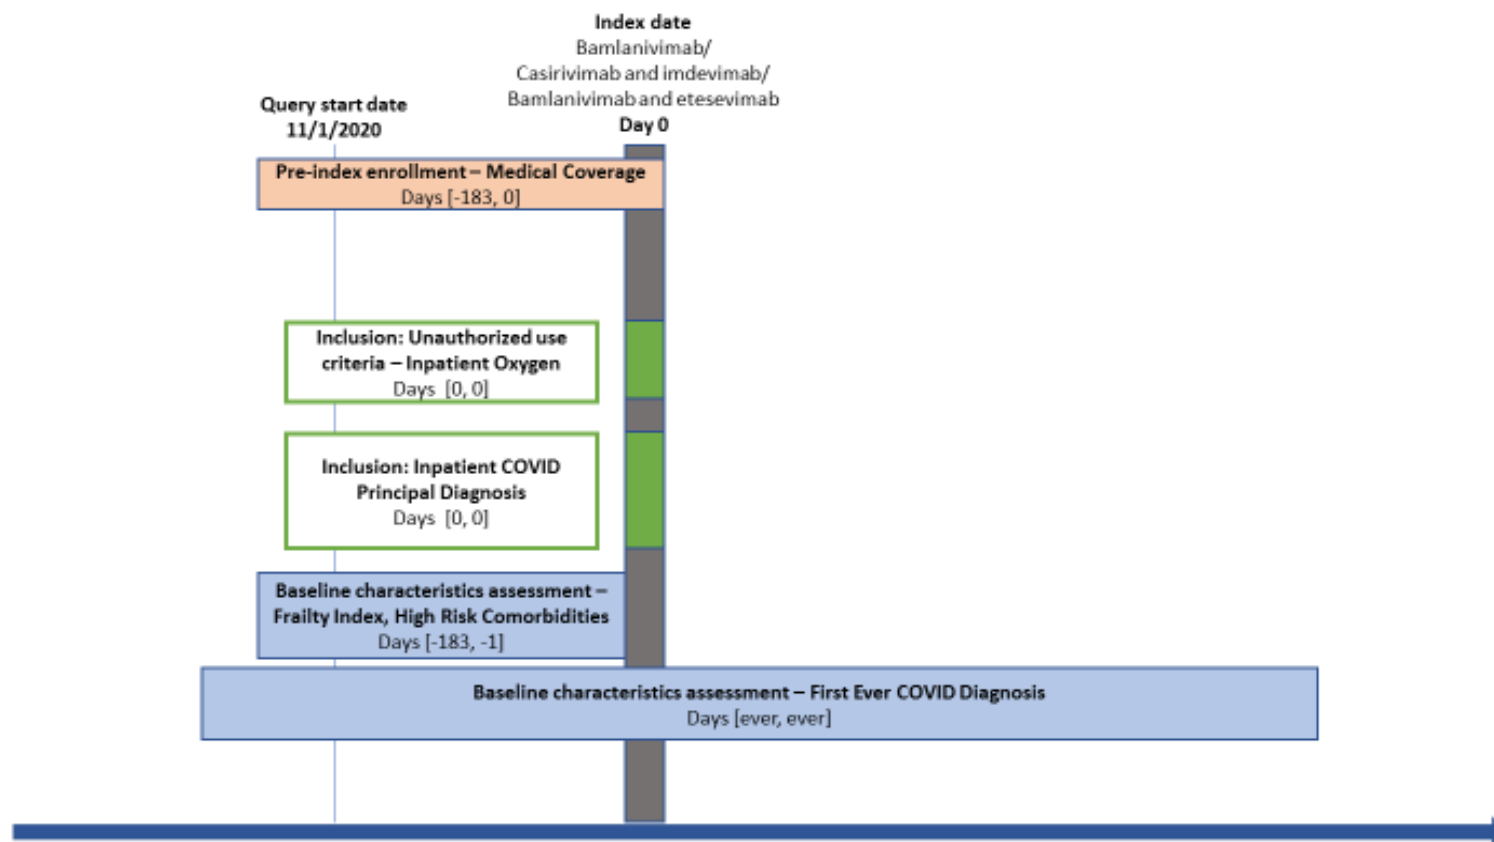 Index date
Bamlanivimab/
Casirivimab and imdevimab/
Bamlanivimab and etesevimab
Day 0
Query start date
11/1/2020
Pre-index enrollment – Medical Coverage
Days [-183, 0]
Inclusion: Unauthorized use
criteria – Inpatient Oxygen
Days [0, 0]
Inclusion: Inpatient COVID
Principal Diagnosis
Days [0, 0]
Baseline characteristics assessment –
Frailty Index, High Risk Comorbidities
Days [-183, -1]
Baseline characteristics assessment – First Ever COVID Diagnosis
Days [ever, ever]